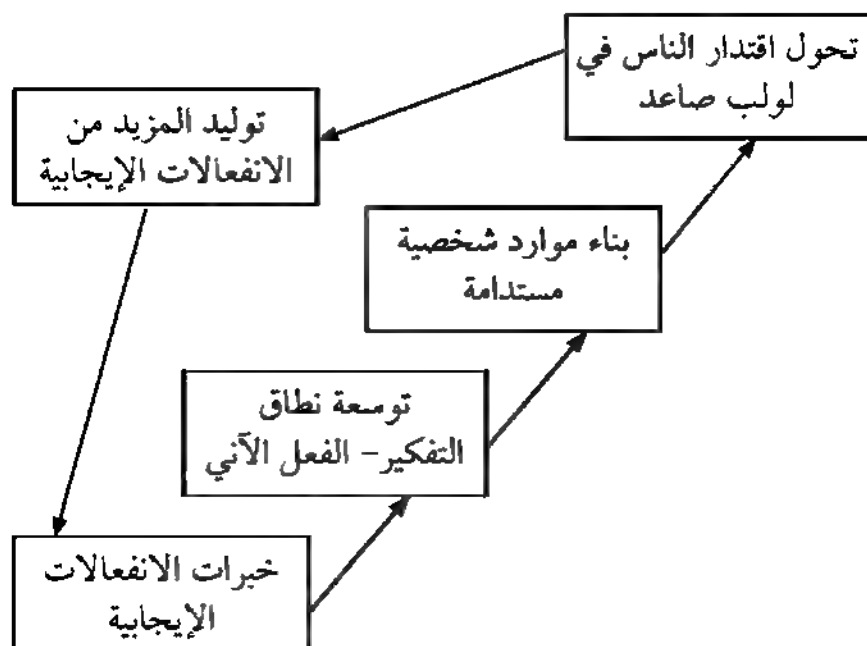 تحول اقتدار الناس في
لولب صاعد
توليد المزيد من
الانفعالات الإيجابية
بناء موارد شخصية
مستدامة
توسعة نطاق
التفكير- الفعل الآني
خبرات الانفعالات
الإيجابية